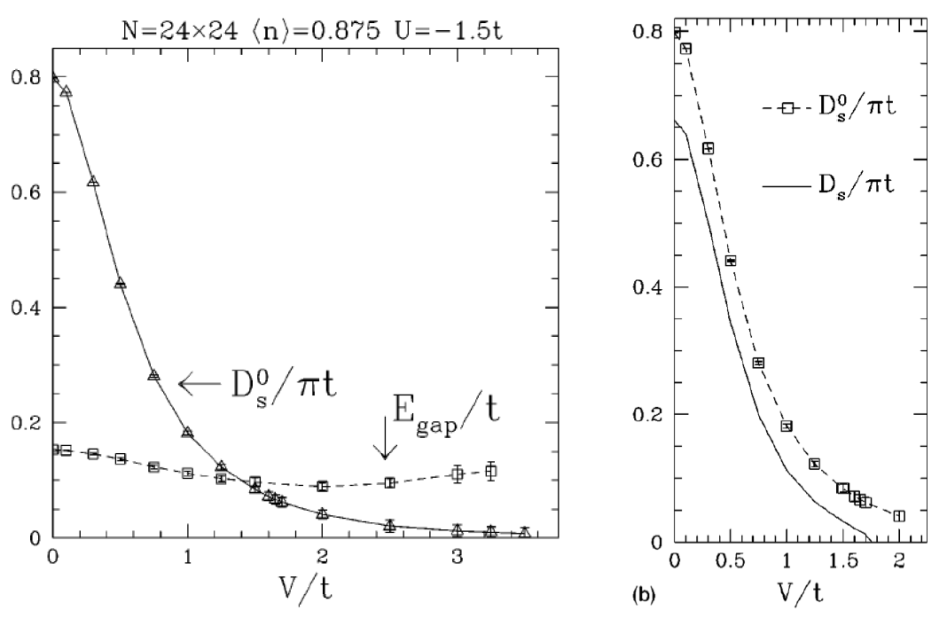 N=24×24 ⟨n⟩=0.875 U=−1.5t
0.8
0.6
0.4
0.2
0
0
1
2
3
V/t
← D⁰ₛ/πt
E_gap/t
↓
0.8
0.6
0.4
0.2
0
0
0.5
1
1.5
2
V/t
D⁰ₛ/πt
Dₛ/πt
(b)